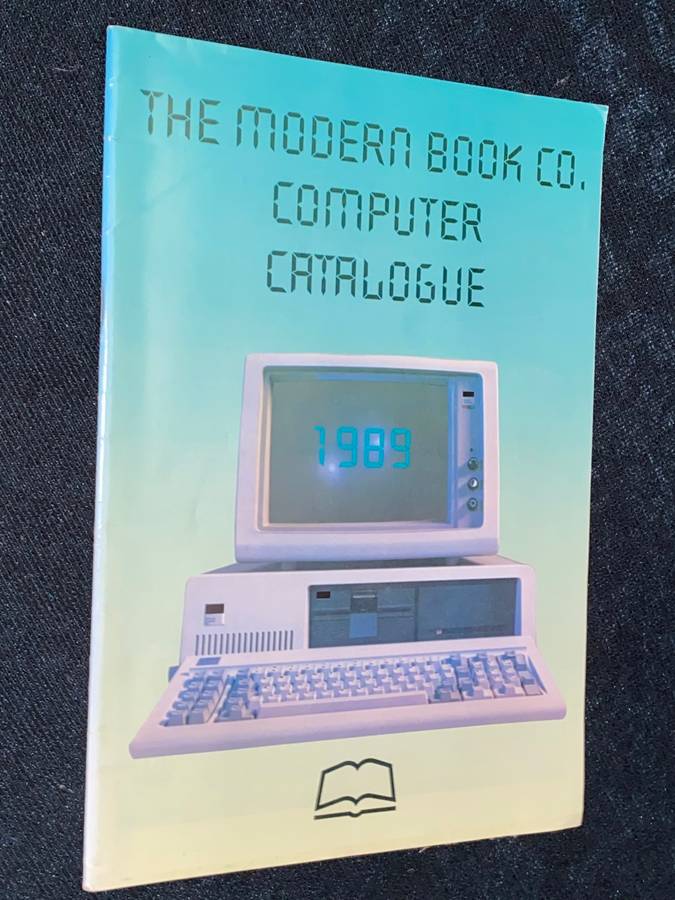 THE MODERN BOOK CO.
COMPUTER
CATALOGUE
1989